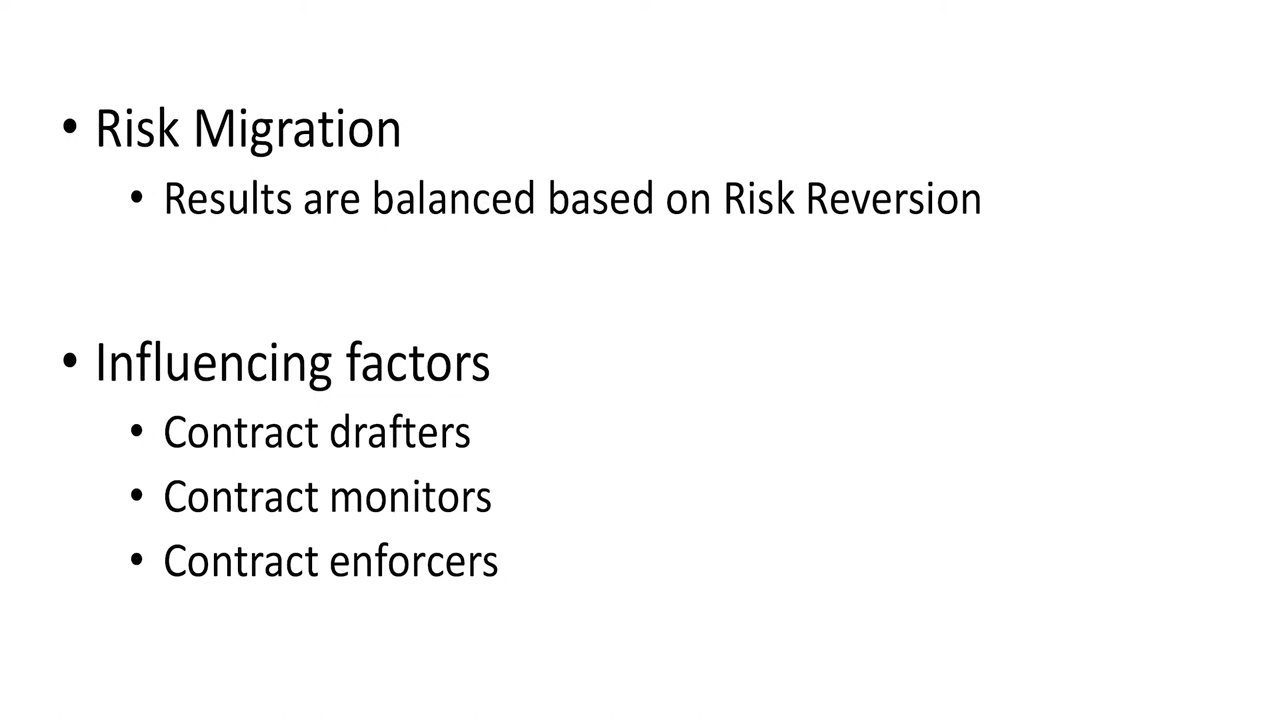 • Risk Migration
• Results are balanced based on Risk Reversion
• Influencing factors
• Contract drafters
• Contract monitors
• Contract enforcers